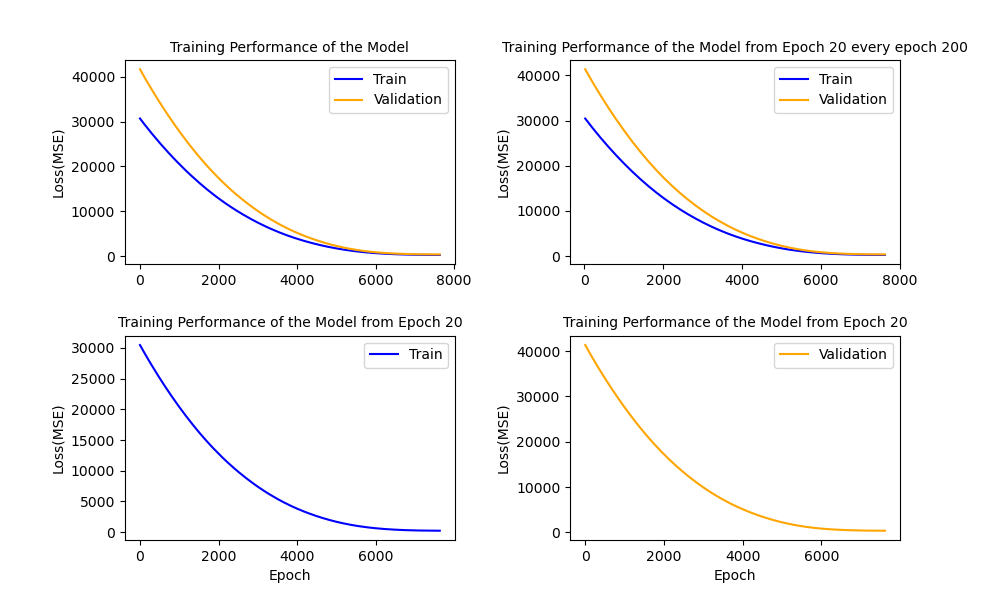 Training Performance of the Model
Loss(MSE)
40000
30000
20000
10000
0
0 2000 4000 6000 8000
Train
Validation
Training Performance of the Model from Epoch 20 every epoch 200
Loss(MSE)
40000
30000
20000
10000
0
0 2000 4000 6000 8000
Train
Validation
Training Performance of the Model from Epoch 20
Loss(MSE)
30000
25000
20000
15000
10000
5000
0
0 2000 4000 6000
Epoch
Train
Training Performance of the Model from Epoch 20
Loss(MSE)
40000
30000
20000
10000
0
0 2000 4000 6000
Epoch
Validation